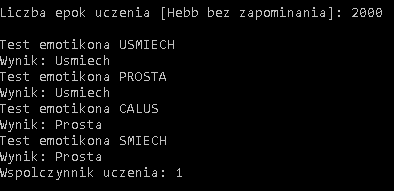 Liczba epok uczenia [Hebb bez zapominania]: 2000
Test emotikona USMIECH
Wynik: Usmiech
Test emotikona PROSTA
Wynik: Usmiech
Test emotikona CALUS
Wynik: Prosta
Test emotikona SMIECH
Wynik: Prosta
Wspolczynnik uczenia: 1